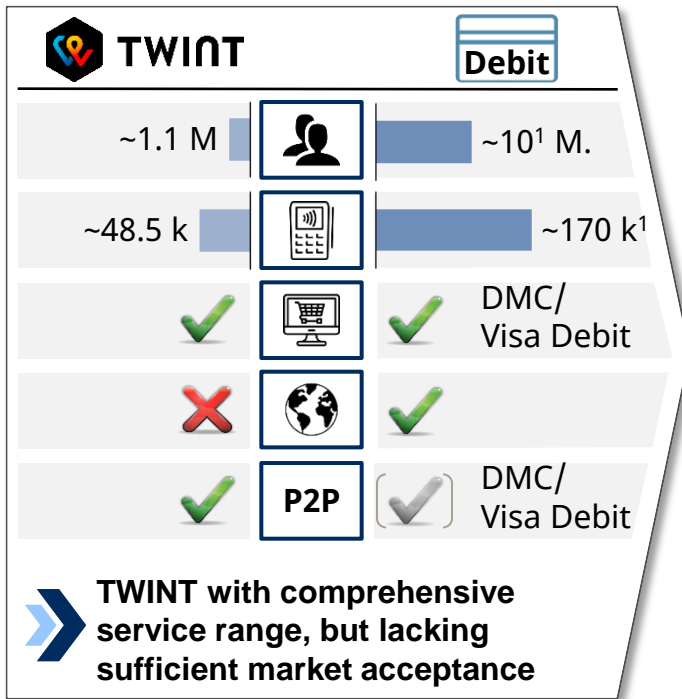 TWINT
Debit
~1.1 M
~10¹ M.
~48.5 k
~170 k¹
DMC/
Visa Debit
P2P
DMC/
Visa Debit
TWINT with comprehensive
service range, but lacking
sufficient market acceptance